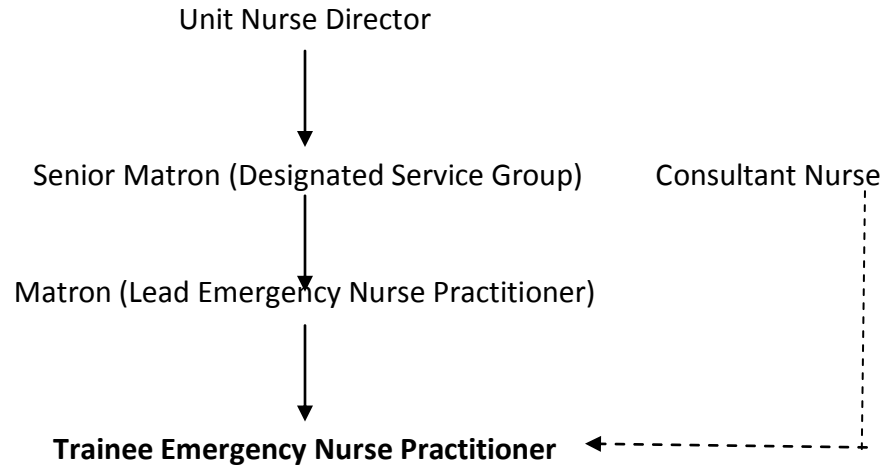 Unit Nurse Director
Senior Matron (Designated Service Group) Consultant Nurse
Matron (Lead Emergency Nurse Practitioner)
Trainee Emergency Nurse Practitioner